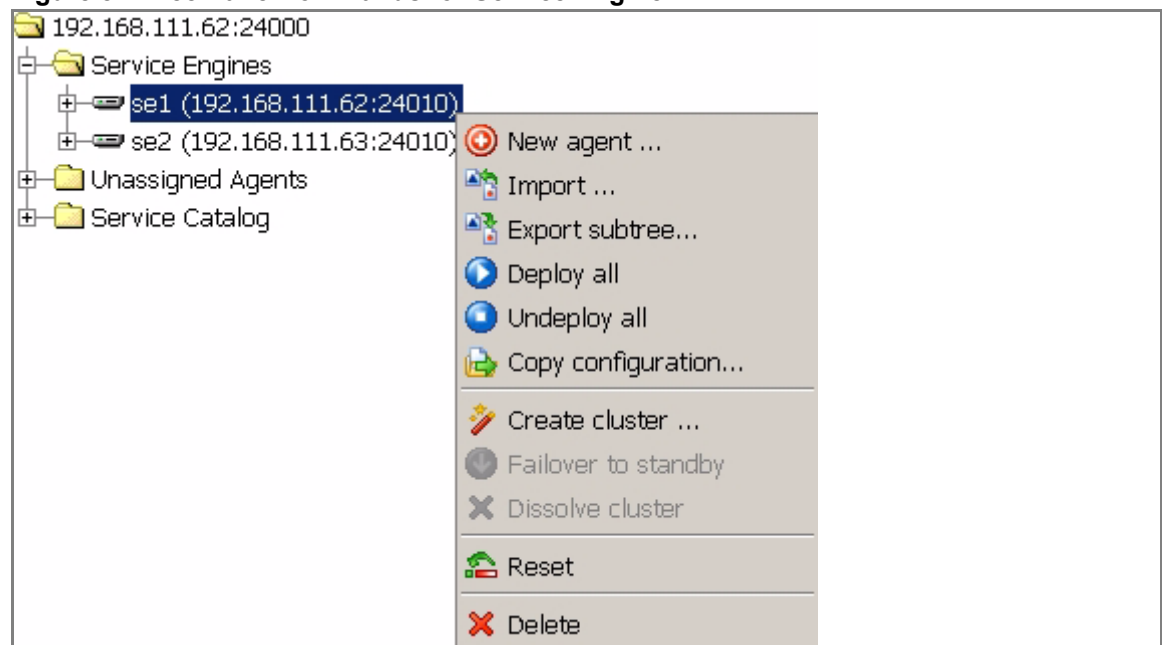 192.168.111.62:24000
Service Engines
se1 (192.168.111.62:24010)
se2 (192.168.111.63:24010)
Unassigned Agents
Service Catalog
New agent ...
Import ...
Export subtree...
Deploy all
Undeploy all
Copy configuration...
Create cluster ...
Failover to standby
Dissolve cluster
Reset
Delete